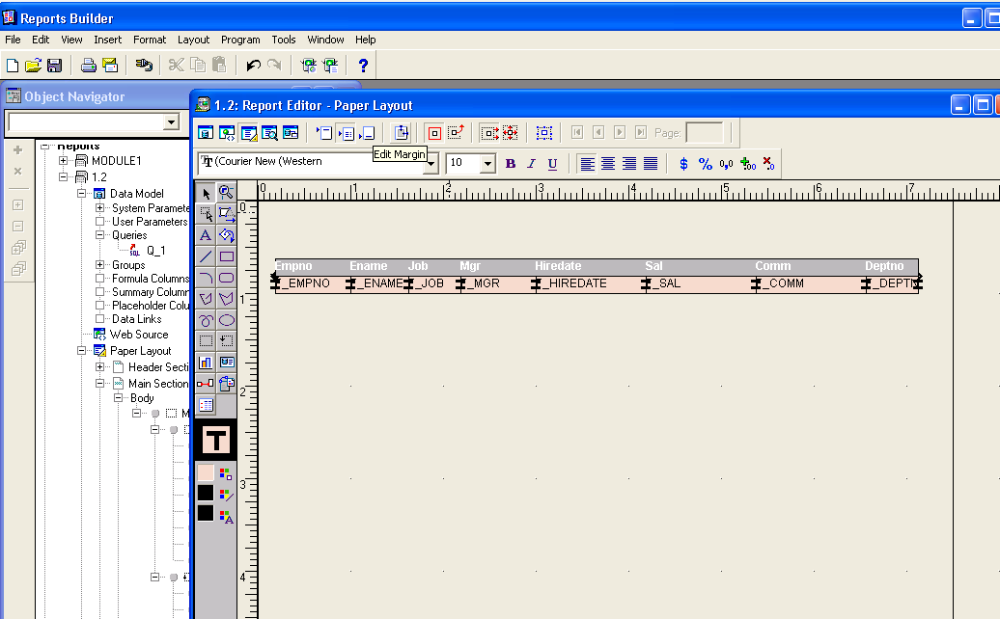 Reports Builder
File Edit View Insert Format Layout Program Tools Window Help
Object Navigator
1.2: Report Editor - Paper Layout
Page:
Edit Margin
(Courier New (Western
10
B I U
$ % 0,0 .00 .0
Reports
MODULE1
1.2
Data Model
System Paramete
User Parameters
Queries
SQL Q_1
Groups
Formula Columns
Summary Column
Placeholder Colu
Data Links
Web Source
Paper Layout
Header Secti
Main Section
Body
M
0 1 2 3 4 5 6 7
0
1
2
3
4
A
T
Empno Ename Job Mgr Hiredate Sal Comm Deptno
F_EMPNO F_ENAME F_JOB F_MGR F_HIREDATE F_SAL F_COMM F_DEPTN